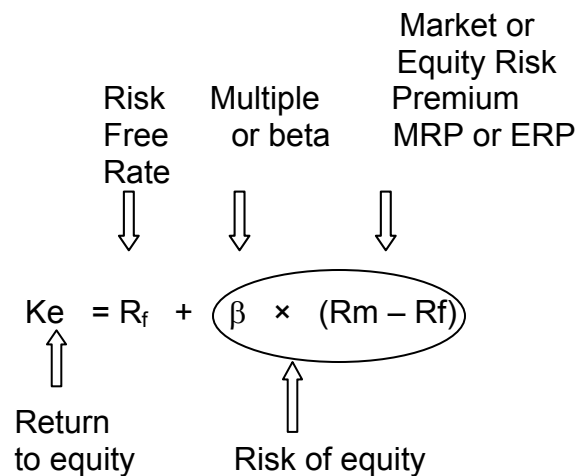 Market or
Equity Risk
Risk Multiple Premium
Free or beta MRP or ERP
Rate
Ke = Rf + β × (Rm – Rf)
Return
to equity Risk of equity